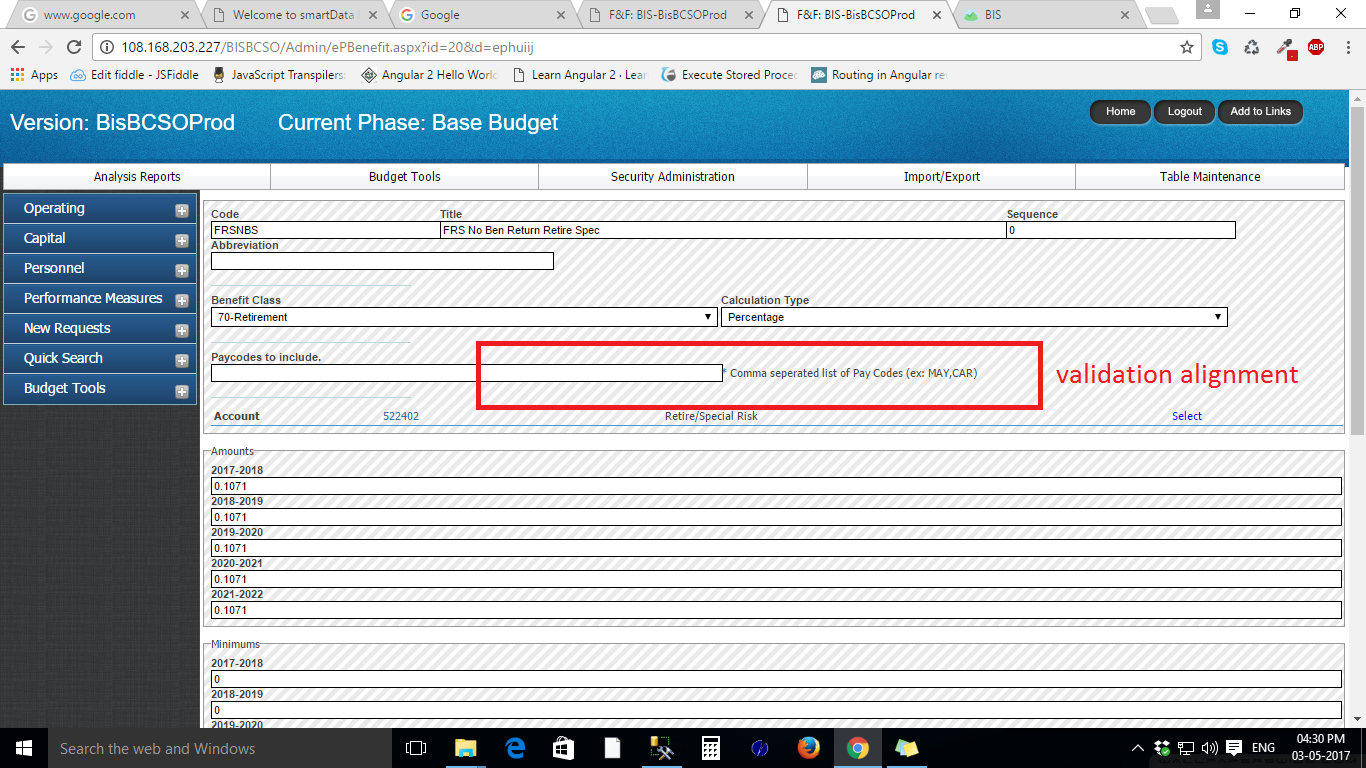 www.google.com
Welcome to smartData
Google
F&F: BIS-BisBCSOProd
F&F: BIS-BisBCSOProd
BIS
108.168.203.227/BISBCSO/Admin/ePBenefit.aspx?id=20&d=ephuiij
ABP
Apps
Edit fiddle - JSFiddle
JavaScript Transpilers:
Angular 2 Hello World
Learn Angular 2 · Lear
Execute Stored Proced
Routing in Angular rev
Version: BisBCSOProd
Current Phase: Base Budget
Home
Logout
Add to Links
Analysis Reports
Budget Tools
Security Administration
Import/Export
Table Maintenance
Operating
Capital
Personnel
Performance Measures
New Requests
Quick Search
Budget Tools
Code
Title
Sequence
FRSNBS
FRS No Ben Return Retire Spec
0
Abbreviation
Benefit Class
Calculation Type
70-Retirement
Percentage
Paycodes to include.
* Comma seperated list of Pay Codes (ex: MAY,CAR)
validation alignment
Account
522402
Retire/Special Risk
Select
Amounts
2017-2018
0.1071
2018-2019
0.1071
2019-2020
0.1071
2020-2021
0.1071
2021-2022
0.1071
Minimums
2017-2018
0
2018-2019
0
2019-2020
Search the web and Windows
ENG
04:30 PM
03-05-2017